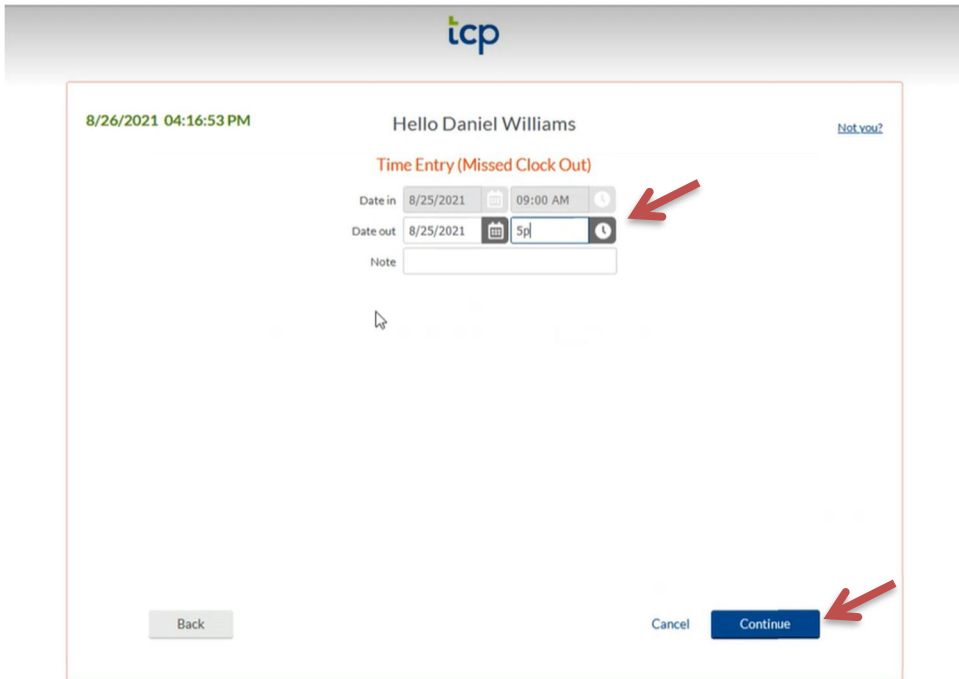 tcp
8/26/2021 04:16:53 PM
Hello Daniel Williams
Not you?
Time Entry (Missed Clock Out)
Date in 8/25/2021 09:00 AM
Date out 8/25/2021 5p
Note
Back Cancel Continue